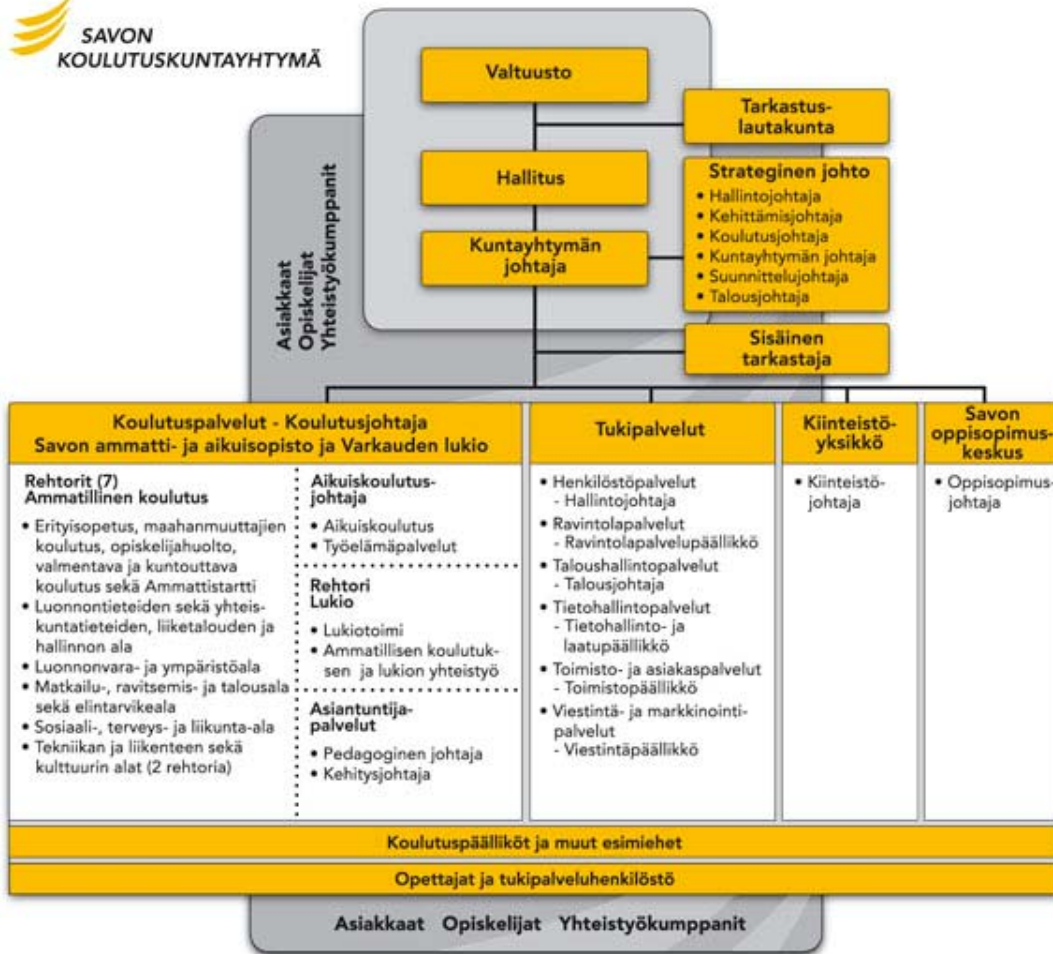 SAVON
KOULUTUSKUNTAYHTYMÄ
Valtuusto
Tarkastus-
lautakunta
Hallitus
Strateginen johto
• Hallintojohtaja
• Kehittämisjohtaja
• Koulutusjohtaja
• Kuntayhtymän johtaja
• Suunnittelujohtaja
• Talousjohtaja
Kuntayhtymän
johtaja
Asiakkaat
Opiskelijat
Yhteistyökumppanit
Sisäinen
tarkastaja
Koulutuspalvelut - Koulutusjohtaja
Savon ammatti- ja aikuisopisto ja Varkauden lukio
Rehtorit (7)
Ammatillinen koulutus
• Erityisopetus, maahanmuuttajien
koulutus, opiskelijahuolto,
valmentava ja kuntouttava
koulutus sekä Ammattistartti
• Luonnontieteiden sekä yhteis-
kuntatieteiden, liiketalouden ja
hallinnon ala
• Luonnonvara- ja ympäristöala
• Matkailu-, ravitsemis- ja talousala
sekä elintarvikeala
• Sosiaali-, terveys- ja liikunta-ala
• Tekniikan ja liikenteen sekä
kulttuurin alat (2 rehtoria)
Aikuiskoulutus-
johtaja
• Aikuiskoulutus
• Työelämäpalvelut
Rehtori
Lukio
• Lukiotoimi
• Ammatillisen koulutuk-
sen ja lukion yhteistyö
Asiantuntija-
palvelut
• Pedagoginen johtaja
• Kehitysjohtaja
Tukipalvelut
• Henkilöstöpalvelut
- Hallintojohtaja
• Ravintolapalvelut
- Ravintolapalvelupäällikkö
• Taloushallintopalvelut
- Talousjohtaja
• Tietohallintopalvelut
- Tietohallinto- ja
laatupäällikkö
• Toimisto- ja asiakaspalvelut
- Toimistopäällikkö
• Viestintä- ja markkinointi-
palvelut
- Viestintäpäällikkö
Kiinteistö-
yksikkö
• Kiinteistö-
johtaja
Savon
oppisopimus-
keskus
• Oppisopimus-
johtaja
Koulutuspäälliköt ja muut esimiehet
Opettajat ja tukipalveluhenkilöstö
Asiakkaat Opiskelijat Yhteistyökumppanit